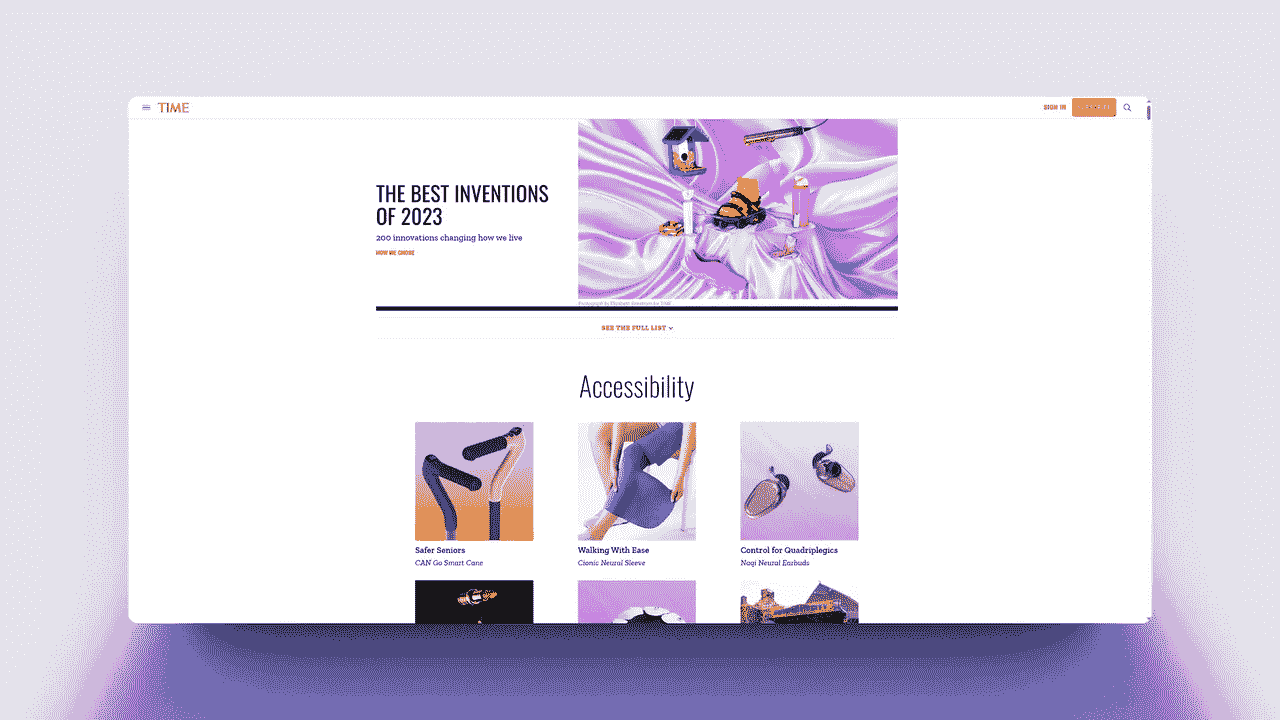 TIME
SIGN IN
THE BEST INVENTIONS
OF 2023
200 innovations changing how we live
HOW WE CHOSE
SEE THE FULL LIST
Accessibility
Safer Seniors
CAN Go Smart Cane
Walking With Ease
Cionic Neural Sleeve
Control for Quadriplegics
Naqi Neural Earbuds